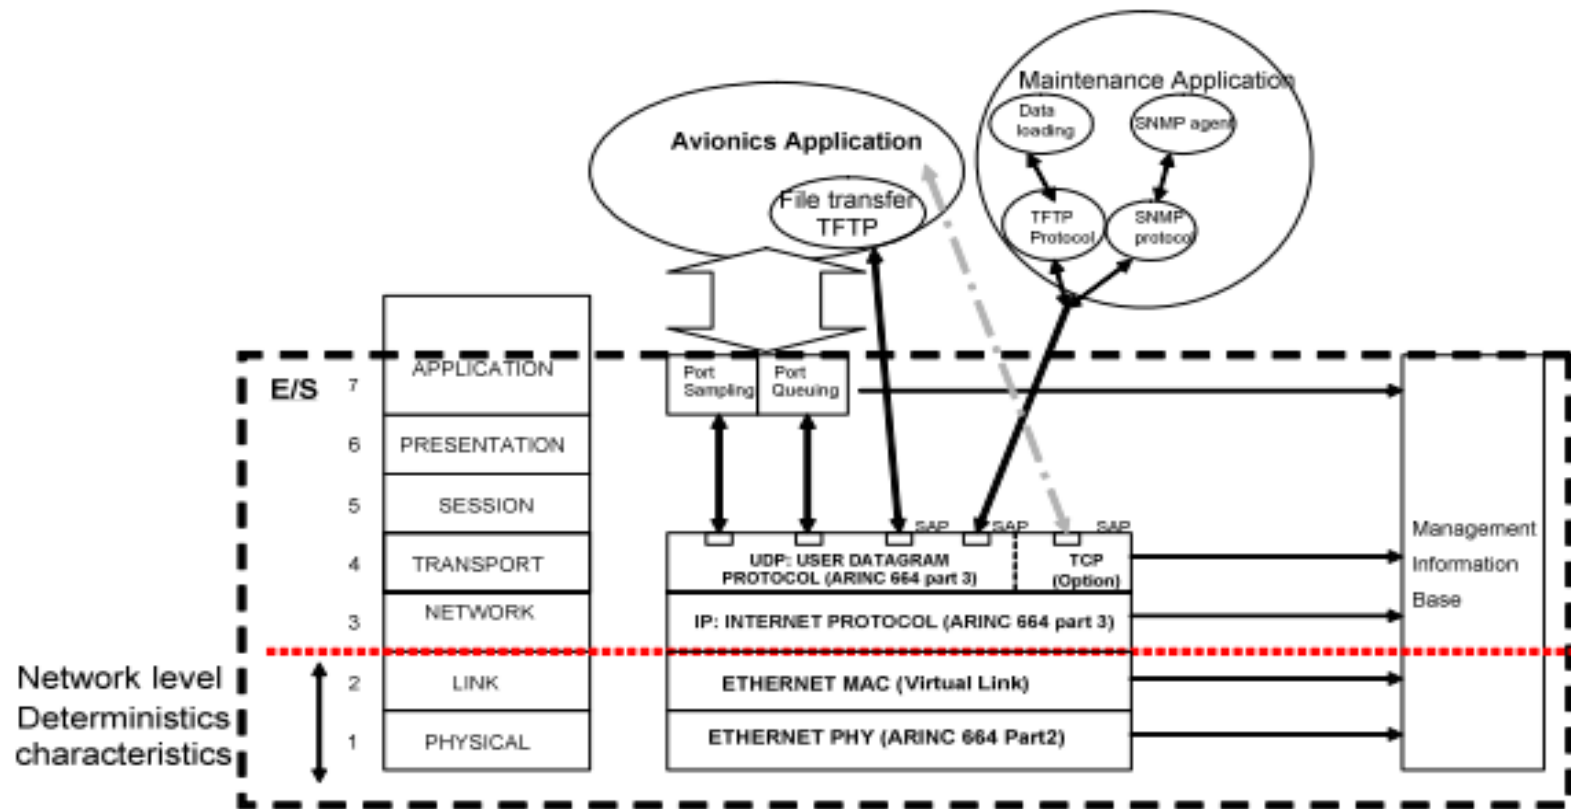 Maintenance Application
Data
loading
SNMP agent
Avionics Application
File transfer
TFTP
TFTP
Protocol
SNMP
protocol
E/S
7
APPLICATION
Port
Sampling
Port
Queuing
6
PRESENTATION
5
SESSION
SAP
SAP
SAP
4
TRANSPORT
UDP: USER DATAGRAM
PROTOCOL (ARINC 664 part 3)
TCP
(Option)
Management
Information
Base
3
NETWORK
IP: INTERNET PROTOCOL (ARINC 664 part 3)
Network level
Deterministics
characteristics
2
LINK
ETHERNET MAC (Virtual Link)
1
PHYSICAL
ETHERNET PHY (ARINC 664 Part2)